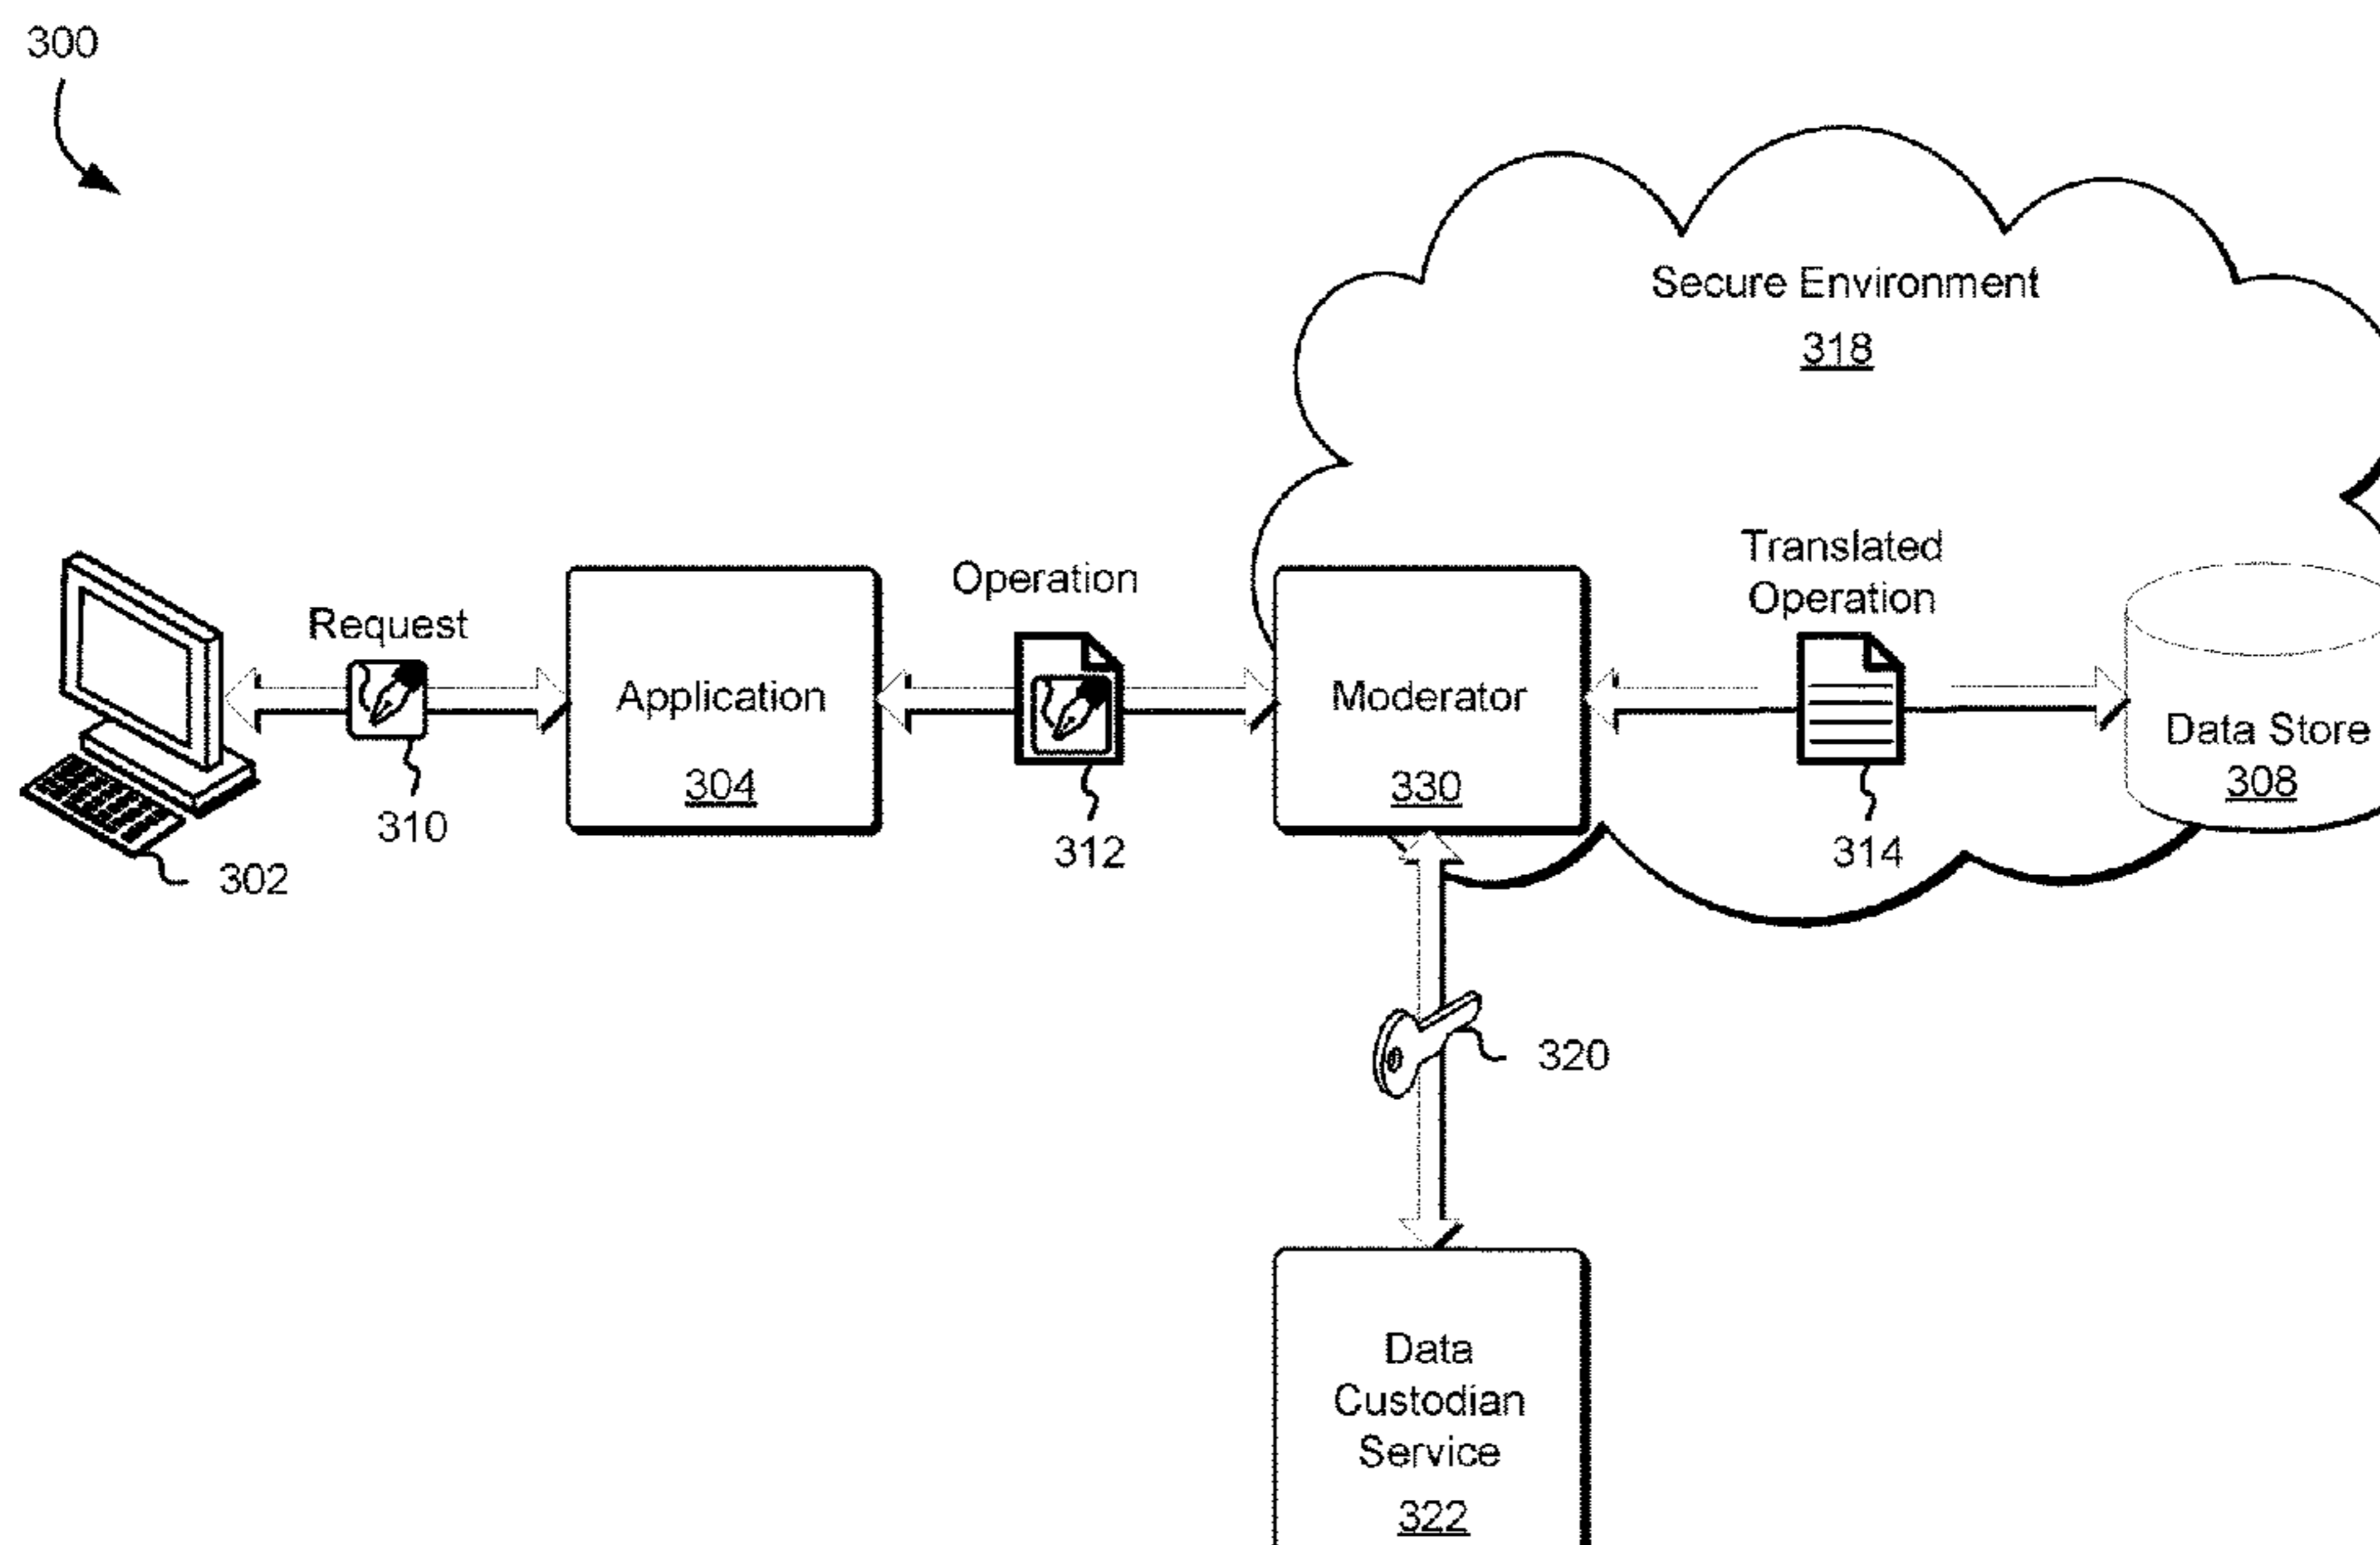 300
Secure Environment
318
Translated
Operation
Operation
Request
Application
304
Moderator
330
Data Store
308
310
312
314
302
320
Data
Custodian
Service
322